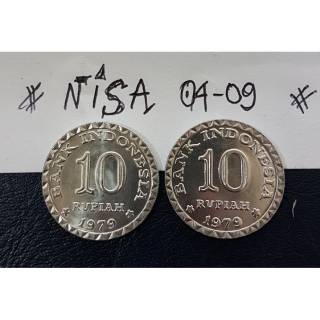 # NiSA 04-09 #
BANK INDONESIA
10
RUPIAH
1979
BANK INDONESIA
10
RUPIAH
1979